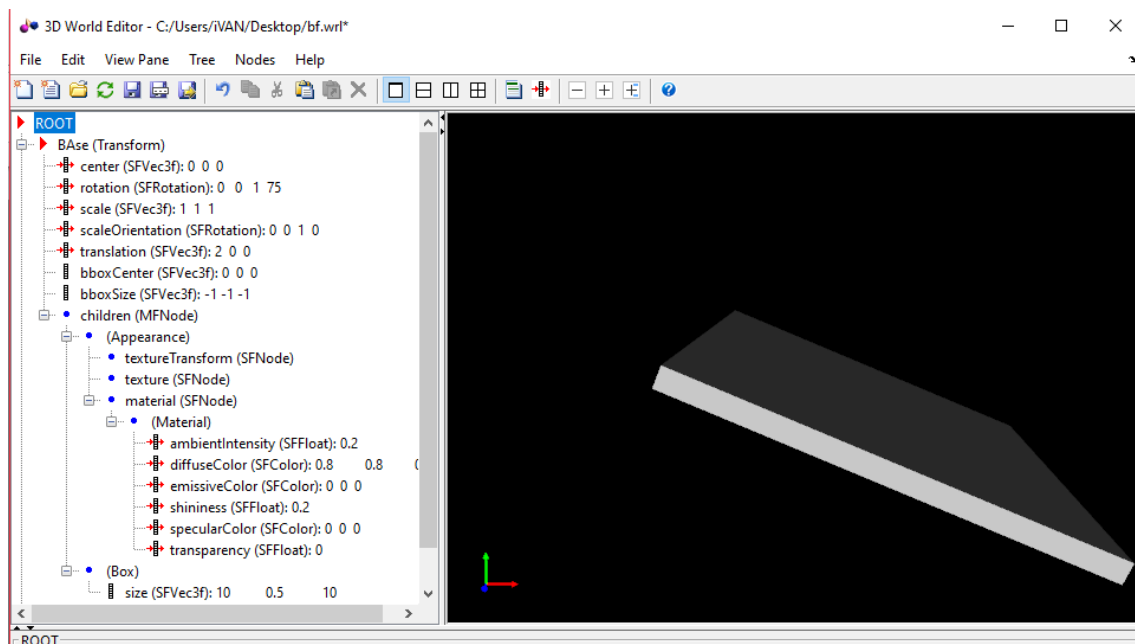 3D World Editor - C:/Users/iVAN/Desktop/bf.wrl*
File Edit View Pane Tree Nodes Help
ROOT
BAse (Transform)
center (SFVec3f): 0 0 0
rotation (SFRotation): 0 0 1 75
scale (SFVec3f): 1 1 1
scaleOrientation (SFRotation): 0 0 1 0
translation (SFVec3f): 2 0 0
bboxCenter (SFVec3f): 0 0 0
bboxSize (SFVec3f): -1 -1 -1
children (MFNode)
(Appearance)
textureTransform (SFNode)
texture (SFNode)
material (SFNode)
(Material)
ambientIntensity (SFFloat): 0.2
diffuseColor (SFColor): 0.8 0.8
emissiveColor (SFColor): 0 0 0
shininess (SFFloat): 0.2
specularColor (SFColor): 0 0 0
transparency (SFFloat): 0
(Box)
size (SFVec3f): 10 0.5 10
ROOT